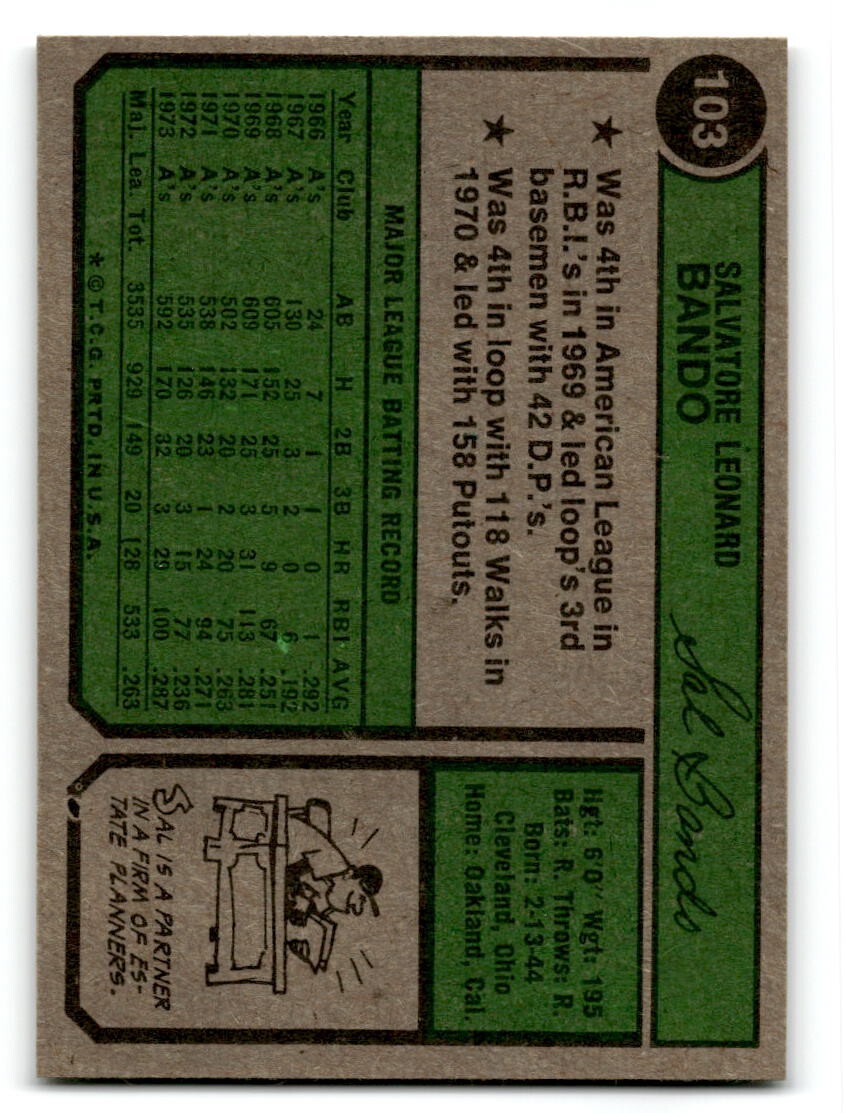 103
SALVATORE LEONARD
BANDO
Sal Bando
★ Was 4th in American League in
R.B.I.'s in 1969 & led loop's 3rd
basemen with 42 D.P.'s.
★ Was 4th in loop with 118 Walks in
1970 & led with 158 Putouts.
Hgt: 6'0" Wgt: 195
Bats: R. Throws: R.
Born: 2-13-44
Cleveland, Ohio
Home: Oakland, Cal.
MAJOR LEAGUE BATTING RECORD
Year Club AB H 2B 3B HR RBI AVG
1966 A's 24 7 1 1 0 1 .292
1967 A's 130 25 3 2 0 6 .192
1968 A's 605 152 25 5 9 67 .251
1969 A's 609 171 25 3 31 113 .281
1970 A's 502 132 20 2 20 75 .263
1971 A's 538 146 23 1 24 94 .271
1972 A's 535 126 20 3 15 77 .236
1973 A's 592 170 32 3 29 100 .287
Maj. Lea. Tot. 3535 929 149 20 128 533 .263
*©T.C.G. PRTD. IN U.S.A.
SAL IS A PARTNER
IN A FIRM OF ES-
TATE PLANNERS.